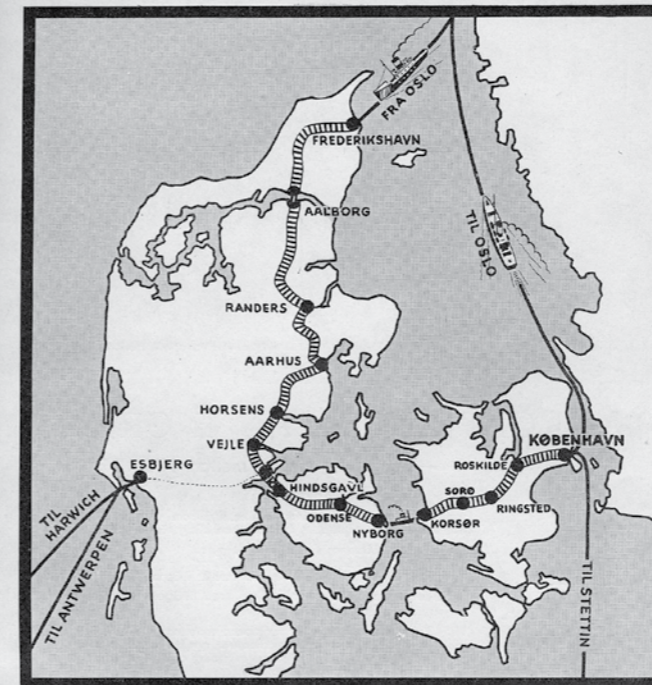 FRA OSLO
FREDERIKSHAVN
AALBORG
TIL OSLO
RANDERS
AARHUS
HORSENS
VEJLE
KØBENHAVN
ESBJERG
ROSKILDE
HINDSGAVL
SORØ
ODENSE
RINGSTED
NYBORG
KORSØR
TIL
HARWICH
TIL ANTWERPEN
TIL STETTIN